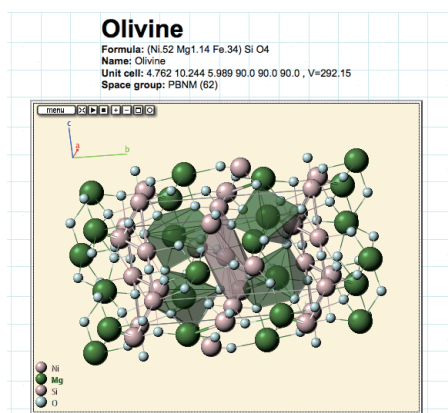 Olivine
Formula: (Ni.52 Mg1.14 Fe.34) Si O4
Name: Olivine
Unit cell: 4.762 10.244 5.989 90.0 90.0 90.0 , V=292.15
Space group: PBNM (62)
menu
c
a
b
Ni
Mg
Si
O